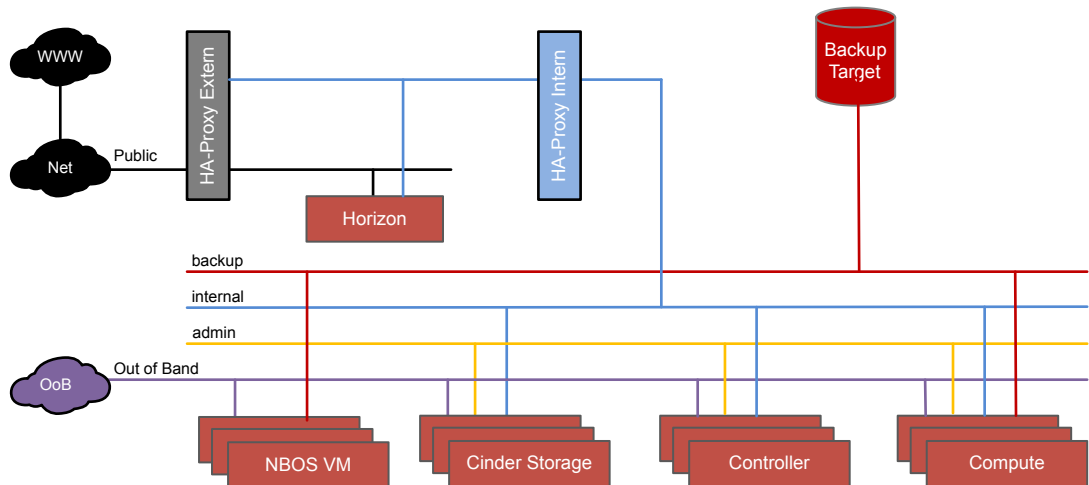 WWW
HA-Proxy Extern
HA-Proxy Intern
Backup
Target
Net
Public
Horizon
backup
internal
admin
Out of Band
OoB
NBOS VM
Cinder Storage
Controller
Compute